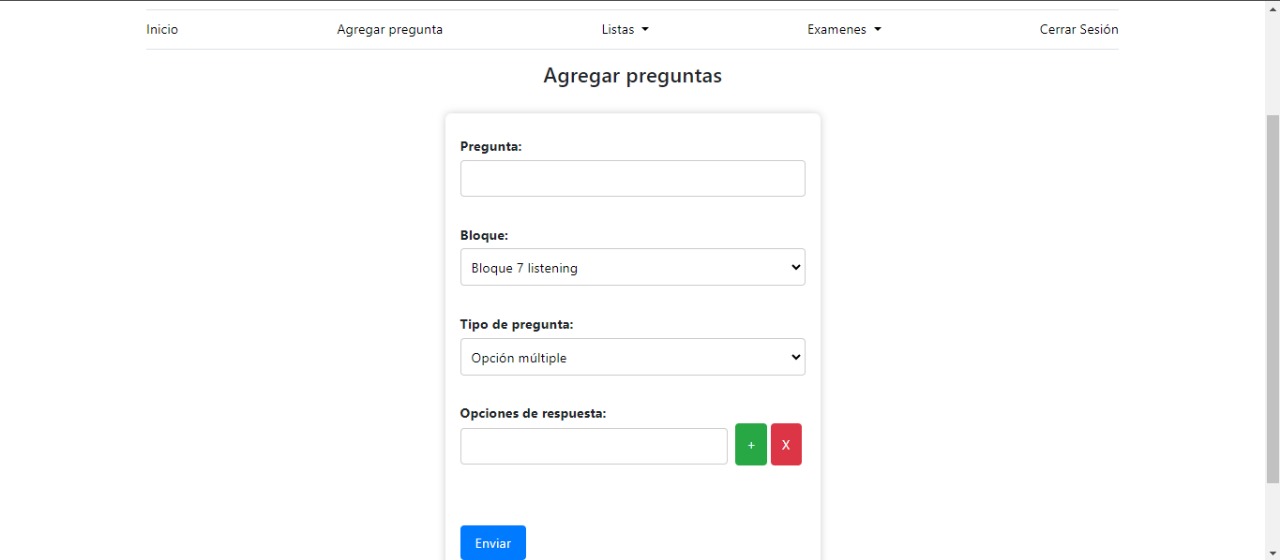 Inicio Agregar pregunta Listas Examenes Cerrar Sesión
Agregar preguntas
Pregunta:
Bloque:
Bloque 7 listening
Tipo de pregunta:
Opción múltiple
Opciones de respuesta:
+ X
Enviar